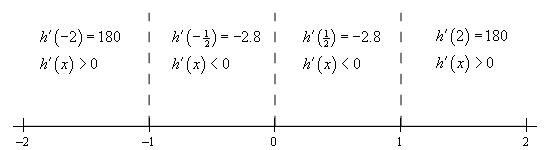 h′(−2) = 180
h′(x) > 0
h′(−½) = −2.8
h′(x) < 0
h′(½) = −2.8
h′(x) < 0
h′(2) = 180
h′(x) > 0
−2 −1 0 1 2